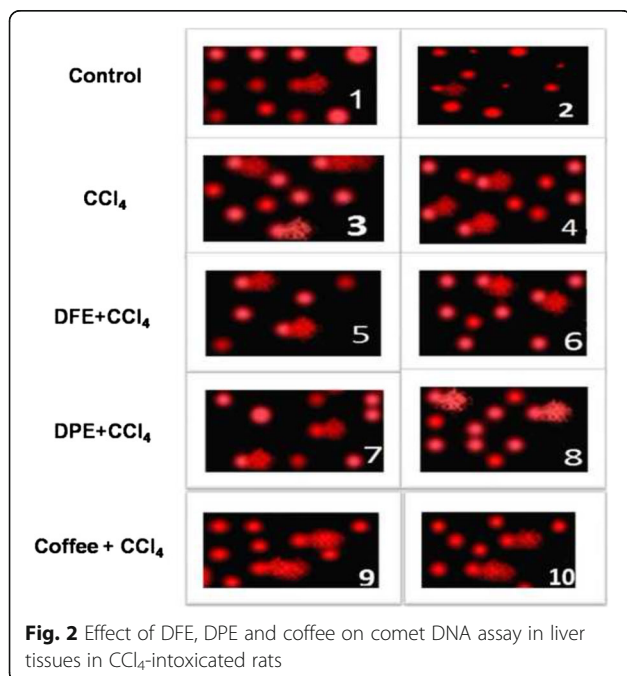 Control 1 2
CCl₄ 3 4
DFE+CCl₄ 5 6
DPE+CCl₄ 7 8
Coffee + CCl₄ 9 10
Fig. 2 Effect of DFE, DPE and coffee on comet DNA assay in liver
tissues in CCl₄-intoxicated rats